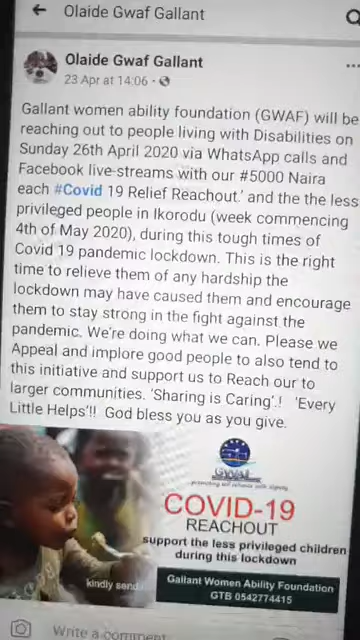 Olaide Gwaf Gallant
Olaide Gwaf Gallant
23 Apr at 14:06 ·
Gallant women ability foundation (GWAF) will be
reaching out to people living with Disabilities on
Sunday 26th April 2020 via WhatsApp calls and
Facebook live-streams with our #5000 Naira
each #Covid 19 Relief Reachout.' and the the less
privileged people in Ikorodu (week commencing
4th of May 2020), during this tough times of
Covid 19 pandemic lockdown. This is the right
time to relieve them of any hardship the
lockdown may have caused them and encourage
them to stay strong in the fight against the
pandemic. We're doing what we can. Please we
Appeal and implore good people to also tend to
this initiative and support us to Reach our to
larger communities. 'Sharing is Caring'.! 'Every
Little Helps'!! God bless you as you give.
GWAF
COVID-19
REACHOUT
support the less privileged children
during this lockdown
kindly send
Gallant Women Ability Foundation
GTB 0542774415
Write a comment